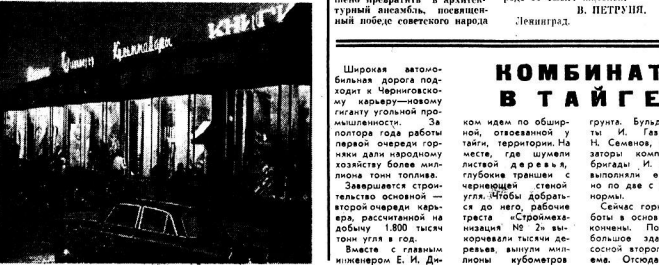 КНИГИ
шено превратить в архитек-
турный ансамбль, посвящен-
ный победе советского народа
В. ПЕТРУНЯ.
Ленинград.
КОМБИНАТ
В ТАЙГЕ
Широкая автомо-
бильная дорога под-
ходит к Черниговско-
му карьеру—новому
гиганту угольной про-
мышленности. За
полтора года работы
первой очереди гор-
няки дали народному
хозяйству более мил-
лиона тонн топлива.
Завершается строи-
тельство основной —
второй очереди карь-
ера, рассчитанной на
добычу 1.800 тысяч
тонн угля в год.
Вместе с главным
инженером Е. И. Ди-
ком идем по обшир-
ной, отвоеванной у
тайги, территории. На
месте, где шумели
листвой деревья,
глубокие траншеи с
чернеющей стеной
угля. Чтобы добрать-
ся до него, рабочие
треста «Строймеха-
низация № 2» вы-
корчевали тысячи де-
ревьев, вынули мил-
лионы кубометров
грунта. Бульд
ты И. Газ
Н. Семенов,
заторы комп
бригады И.
выполняли е
но по две с
нормы.
Сейчас горн
боты в основ
кончены. По
большое зда
сосной второг
ема. Отсюда